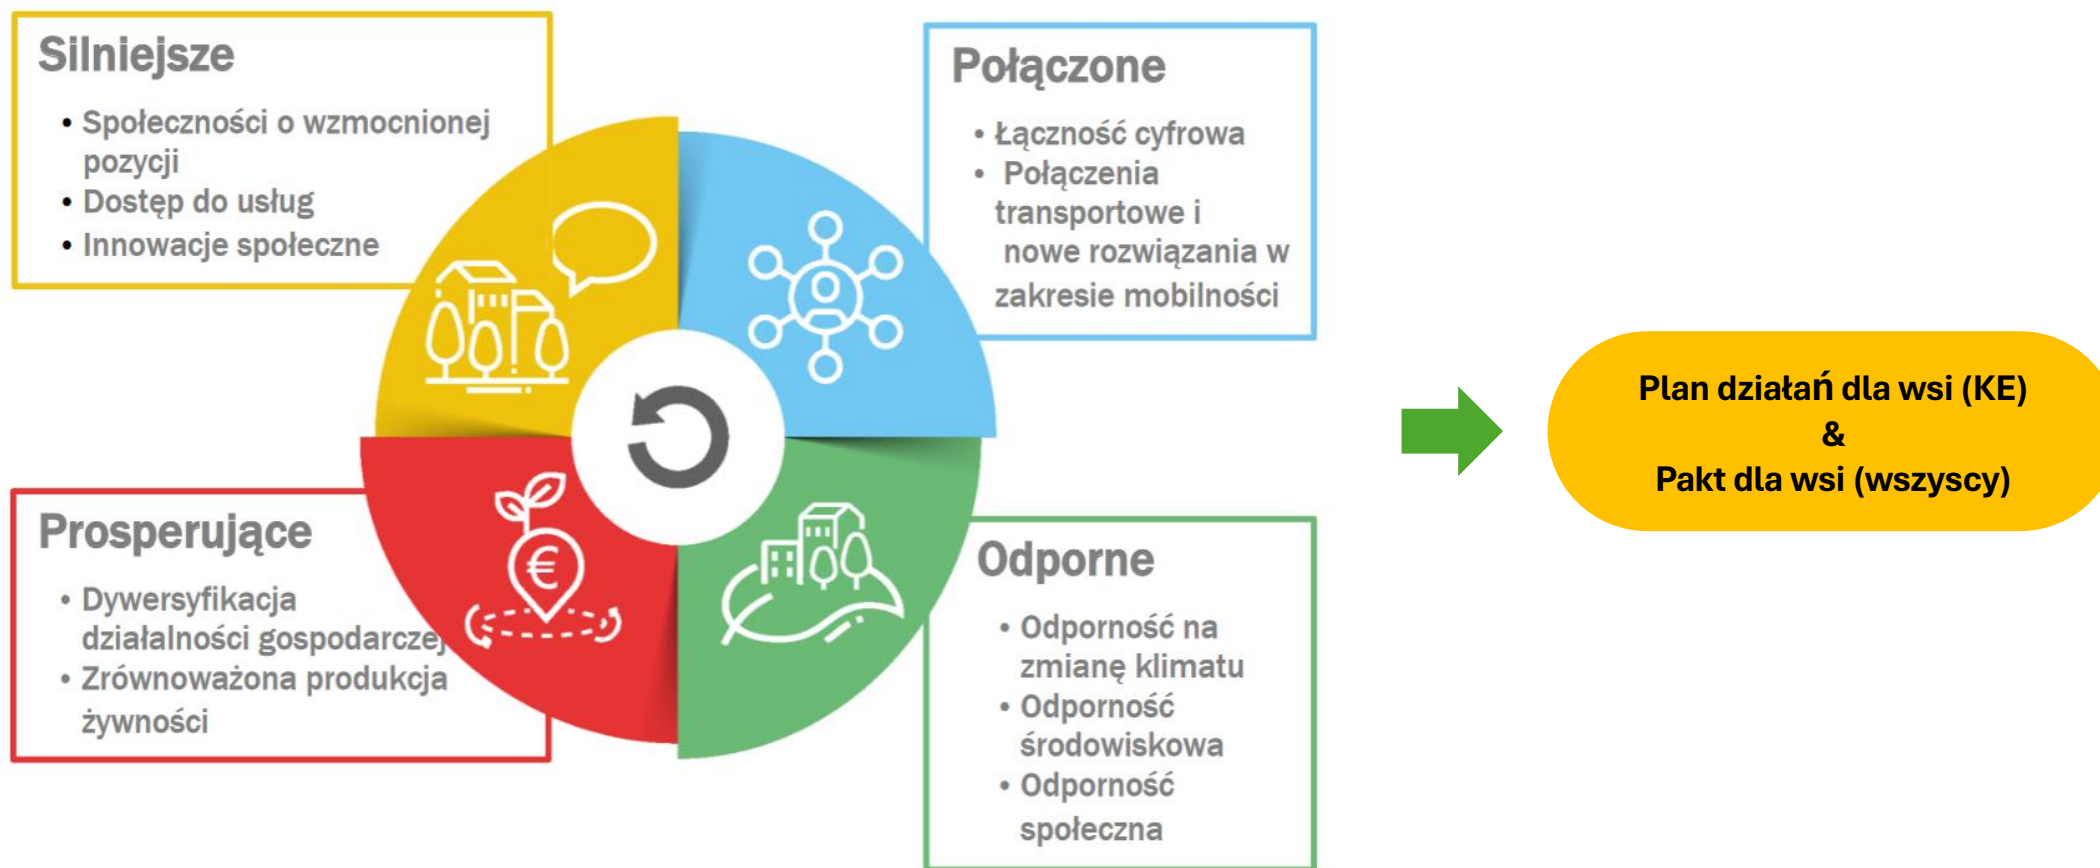 Silniejsze
• Społeczności o wzmocnionej
pozycji
• Dostęp do usług
• Innowacje społeczne
Połączone
• Łączność cyfrowa
• Połączenia
transportowe i
nowe rozwiązania w
zakresie mobilności
Prosperujące
• Dywersyfikacja
działalności gospodarczej
• Zrównoważona produkcja
żywności
€
Odporne
• Odporność na
zmianę klimatu
• Odporność
środowiskowa
• Odporność
społeczna
Plan działań dla wsi (KE)
&
Pakt dla wsi (wszyscy)